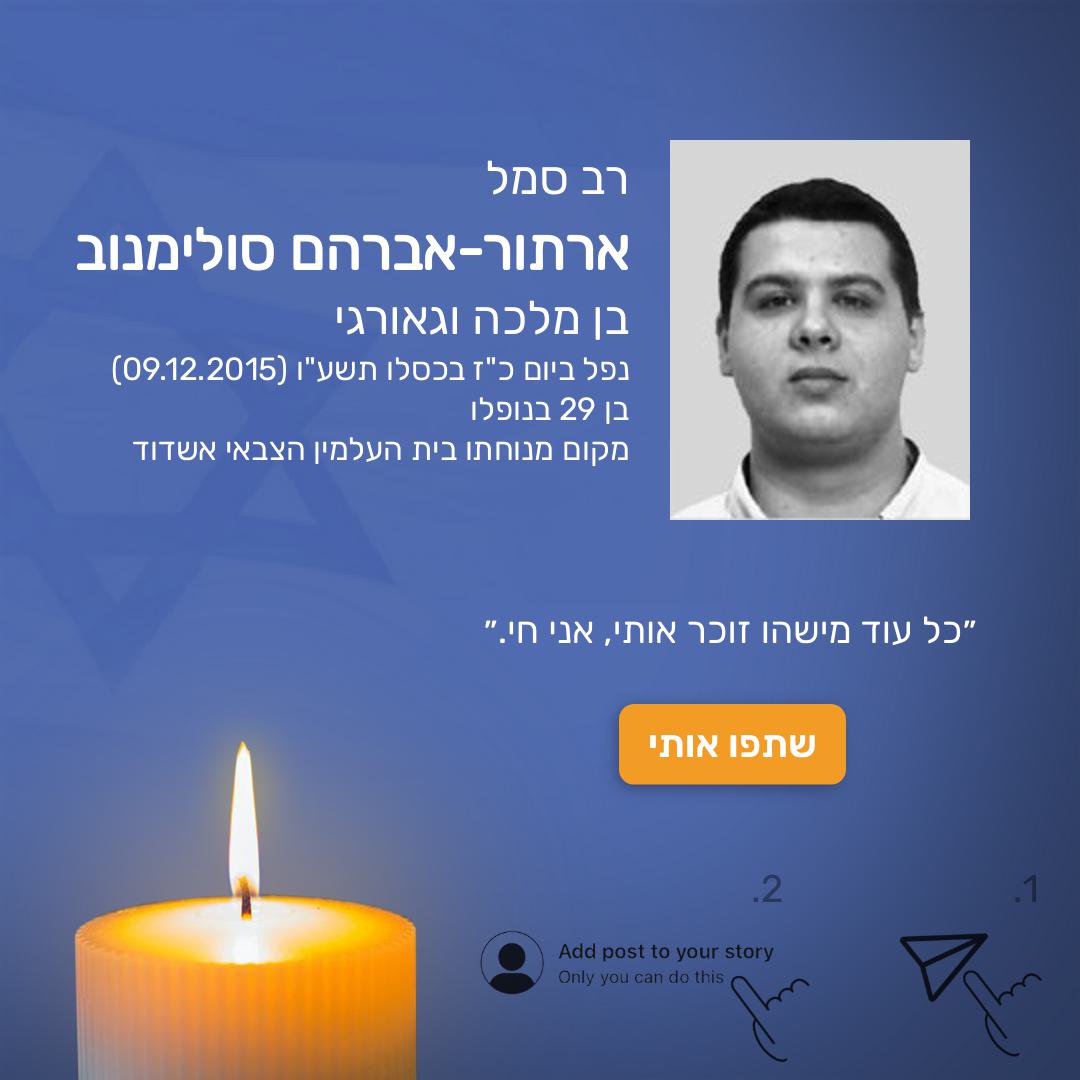 רב סמל
ארתור-אברהם סולימנוב
בן מלכה וגאורגי
נפל ביום כ"ז בכסלו תשע"ו (09.12.2015)
בן 29 בנופלו
מקום מנוחתו בית העלמין הצבאי אשדוד
״כל עוד מישהו זוכר אותי, אני חי.״
שתפו אותי
.1
.2
Add post to your story
Only you can do this